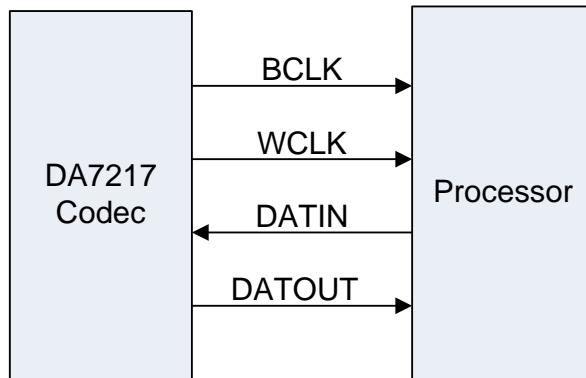 DA7217
Codec
BCLK
WCLK
DATIN
DATOUT
Processor